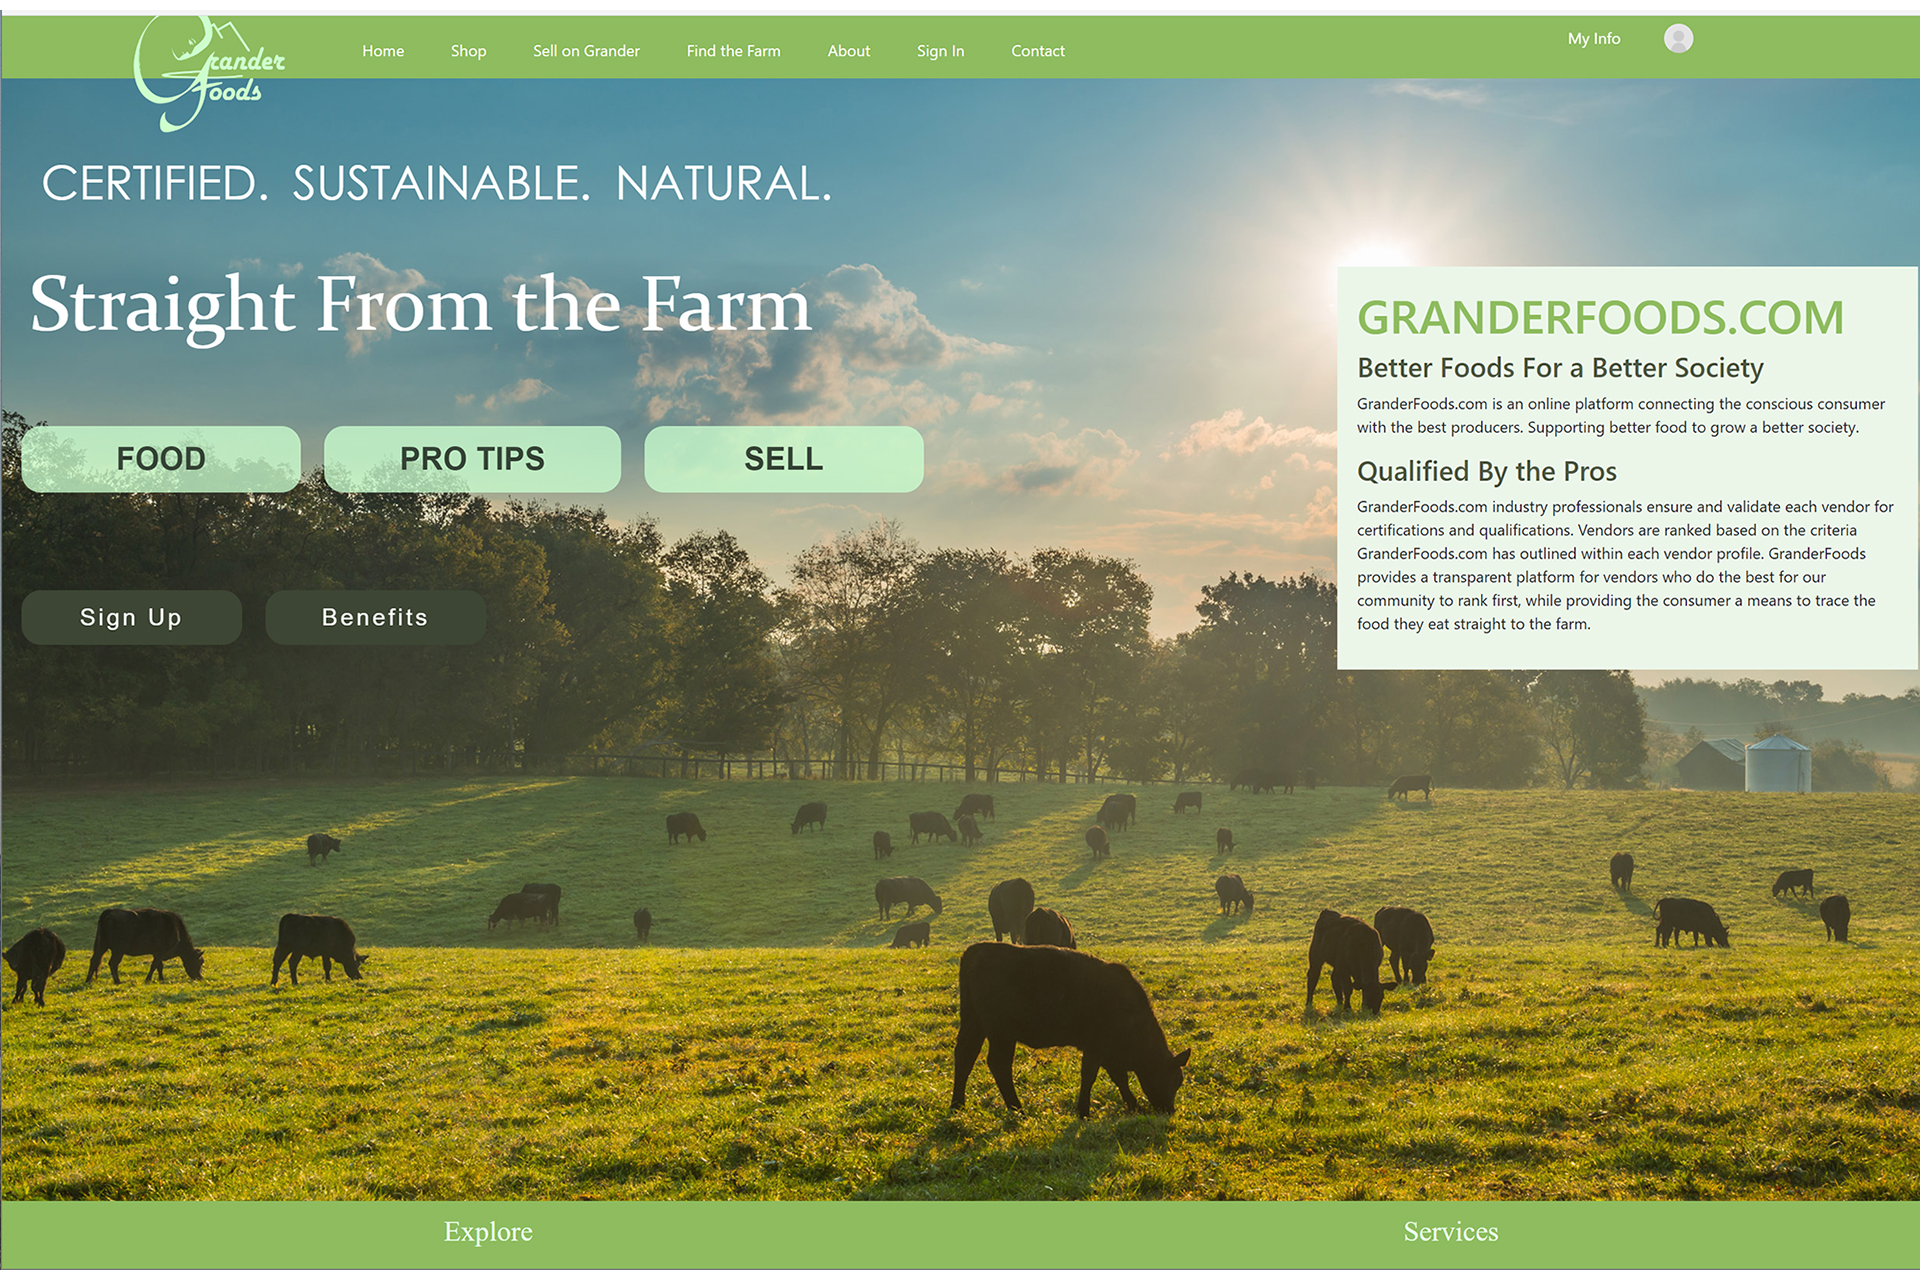 Grander
Foods
Home Shop Sell on Grander Find the Farm About Sign In Contact My Info
CERTIFIED. SUSTAINABLE. NATURAL.
Straight From the Farm
FOOD PRO TIPS SELL
Sign Up Benefits
GRANDERFOODS.COM
Better Foods For a Better Society
GranderFoods.com is an online platform connecting the conscious consumer
with the best producers. Supporting better food to grow a better society.
Qualified By the Pros
GranderFoods.com industry professionals ensure and validate each vendor for
certifications and qualifications. Vendors are ranked based on the criteria
GranderFoods.com has outlined within each vendor profile. GranderFoods
provides a transparent platform for vendors who do the best for our
community to rank first, while providing the consumer a means to trace the
food they eat straight to the farm.
Explore Services